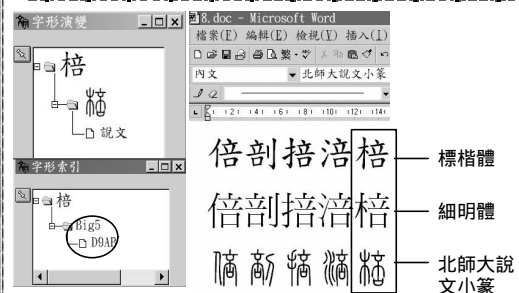 字形演變
棓
棓
說文
字形索引
棓
Big5
D9AB
8.doc - Microsoft Word
檔案(F) 編輯(E) 檢視(V) 插入(I)
內文 北師大說文小篆
倍剖掊涪棓
標楷體
倍剖掊涪棓
細明體
倍剖掊涪棓
北師大說
文小篆